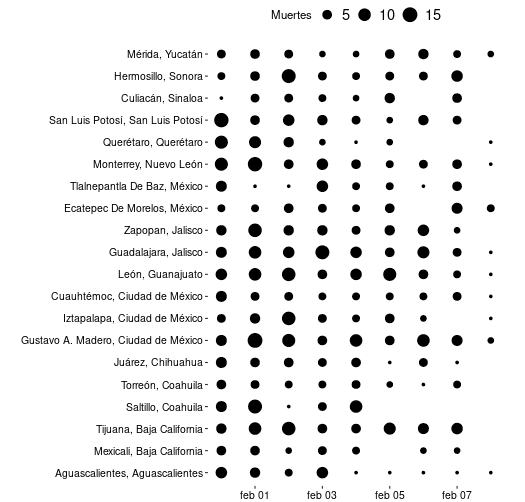 Muertes 5 10 15
Mérida, Yucatán
Hermosillo, Sonora
Culiacán, Sinaloa
San Luis Potosí, San Luis Potosí
Querétaro, Querétaro
Monterrey, Nuevo León
Tlalnepantla De Baz, México
Ecatepec De Morelos, México
Zapopan, Jalisco
Guadalajara, Jalisco
León, Guanajuato
Cuauhtémoc, Ciudad de México
Iztapalapa, Ciudad de México
Gustavo A. Madero, Ciudad de México
Juárez, Chihuahua
Torreón, Coahuila
Saltillo, Coahuila
Tijuana, Baja California
Mexicali, Baja California
Aguascalientes, Aguascalientes
feb 01 feb 03 feb 05 feb 07